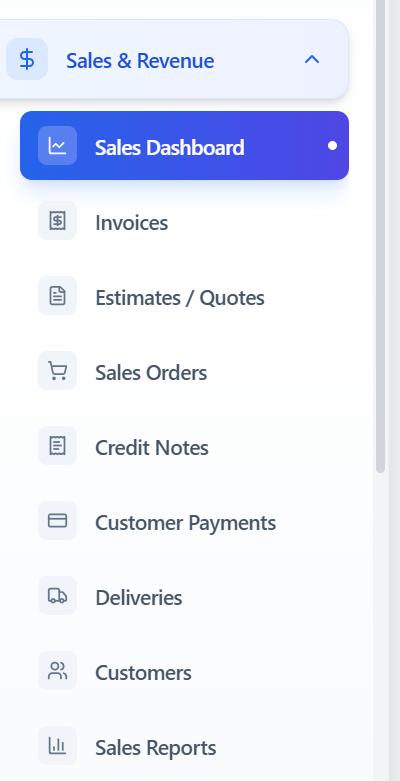 Sales & Revenue
Sales Dashboard
Invoices
Estimates / Quotes
Sales Orders
Credit Notes
Customer Payments
Deliveries
Customers
Sales Reports